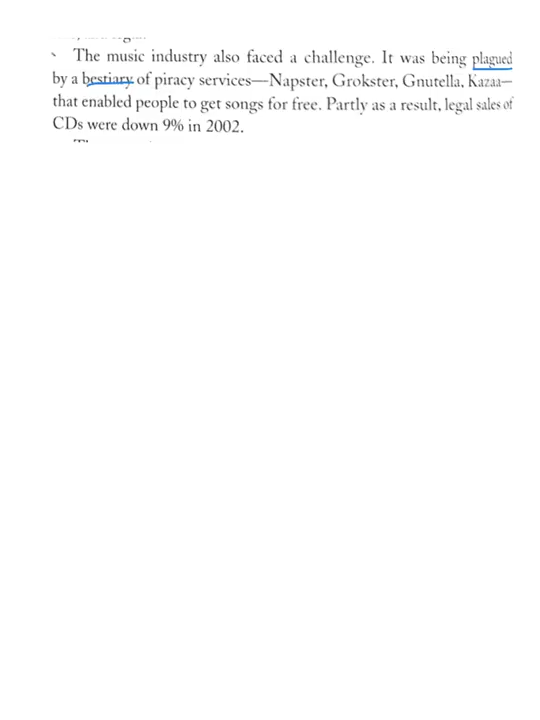 The music industry also faced a challenge. It was being plagued
by a bestiary of piracy services—Napster, Grokster, Gnutella, Kazaa—
that enabled people to get songs for free. Partly as a result, legal sales of
CDs were down 9% in 2002.